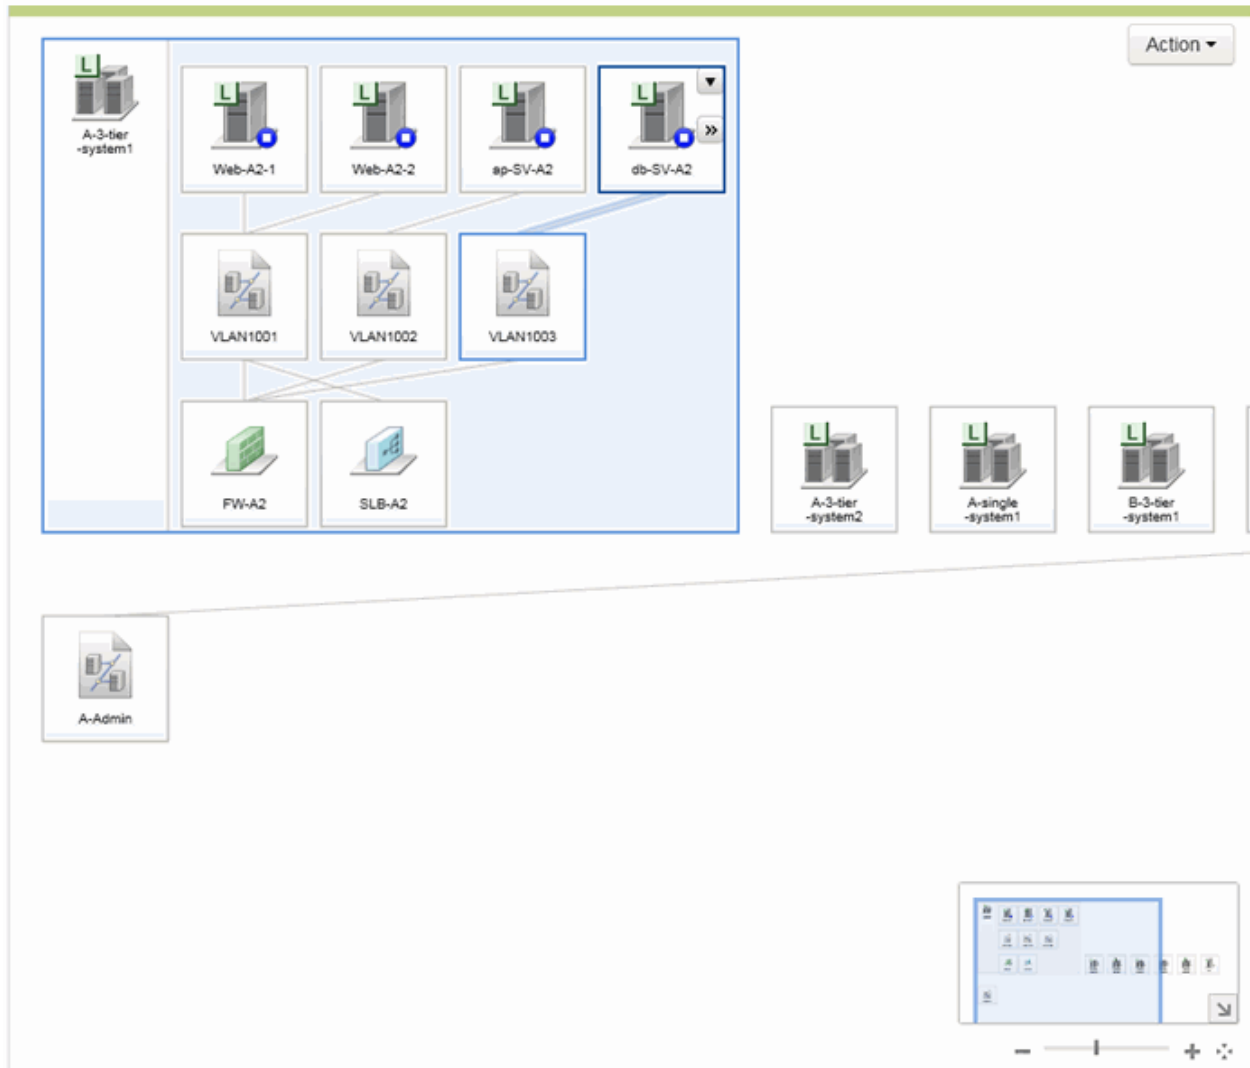 Action
L
A-3-tier
-system1
L
Web-A2-1
L
Web-A2-2
L
ap-SV-A2
L
db-SV-A2
VLAN1001
VLAN1002
VLAN1003
FW-A2
SLB-A2
L
A-3-tier
-system2
L
A-single
-system1
L
B-3-tier
-system1
A-Admin